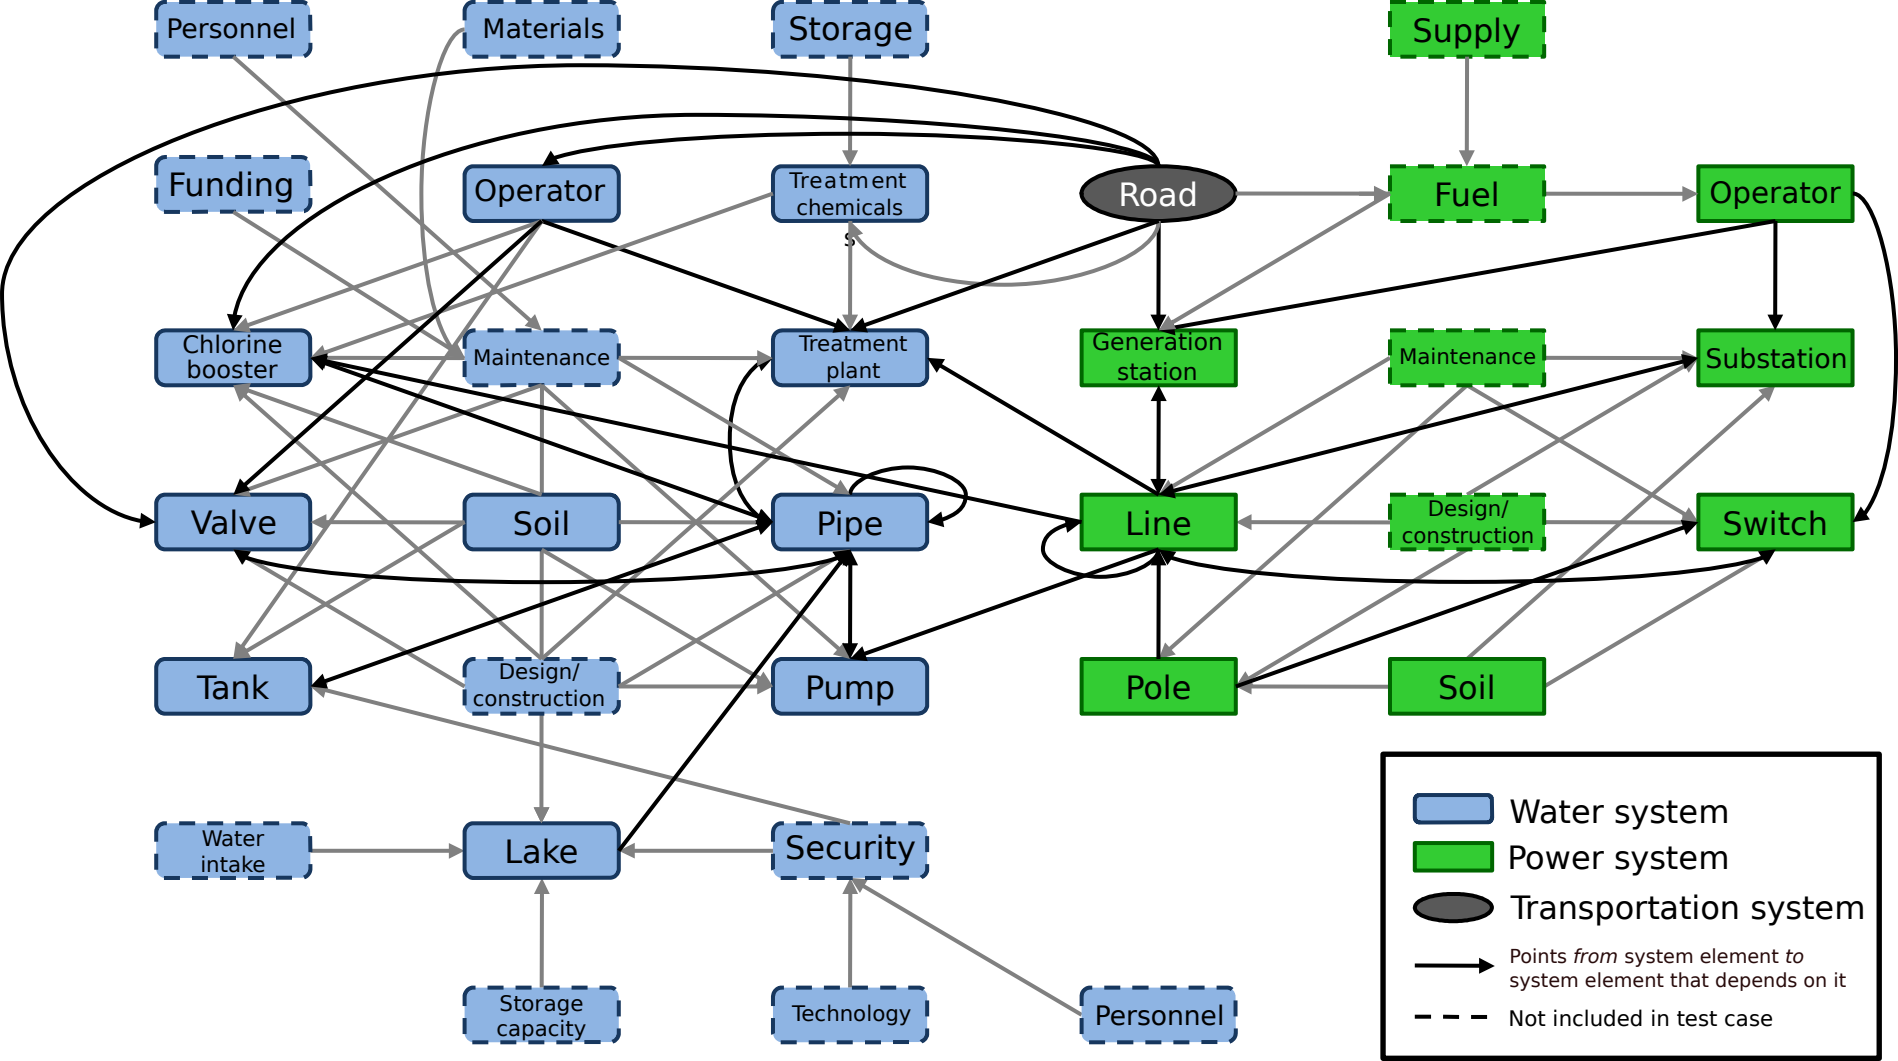 Personnel
Materials
Storage
Supply
Funding
Operator
Treatment
chemicals
s
Road
Fuel
Operator
Chlorine
booster
Maintenance
Treatment
plant
Generation
station
Maintenance
Substation
Valve
Soil
Pipe
Line
Design/
construction
Switch
Tank
Design/
construction
Pump
Pole
Soil
Water
intake
Lake
Security
Storage
capacity
Technology
Personnel
Water system
Power system
Transportation system
Points from system element to
system element that depends on it
Not included in test case